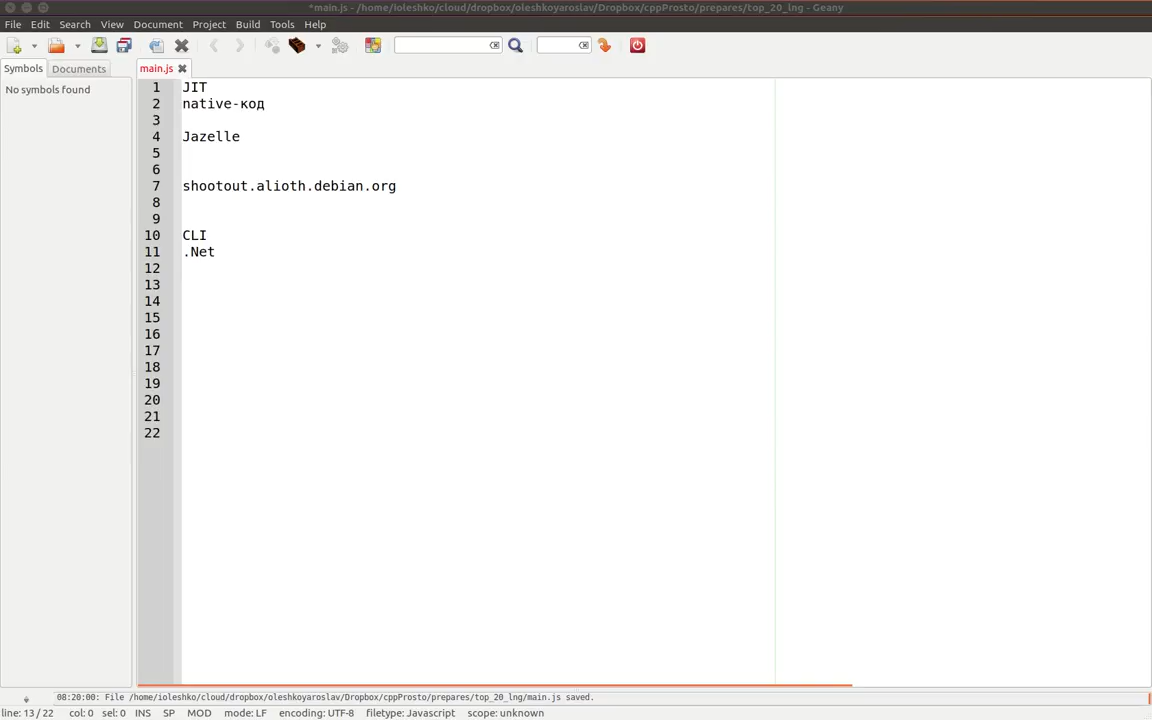 *main.js - /home/ioleshko/cloud/dropbox/oleshkoyaroslav/Dropbox/cppProsto/prepares/top_20_lng - Geany
File Edit Search View Document Project Build Tools Help
Symbols Documents main.js
No symbols found
1 JIT
2 native-код
3
4 Jazelle
5
6
7 shootout.alioth.debian.org
8
9
10 CLI
11 .Net
12
13
14
15
16
17
18
19
20
21
22
08:20:00: File /home/ioleshko/cloud/dropbox/oleshkoyaroslav/Dropbox/cppProsto/prepares/top_20_lng/main.js saved.
line: 13 / 22 col: 0 sel: 0 INS SP MOD mode: LF encoding: UTF-8 filetype: Javascript scope: unknown